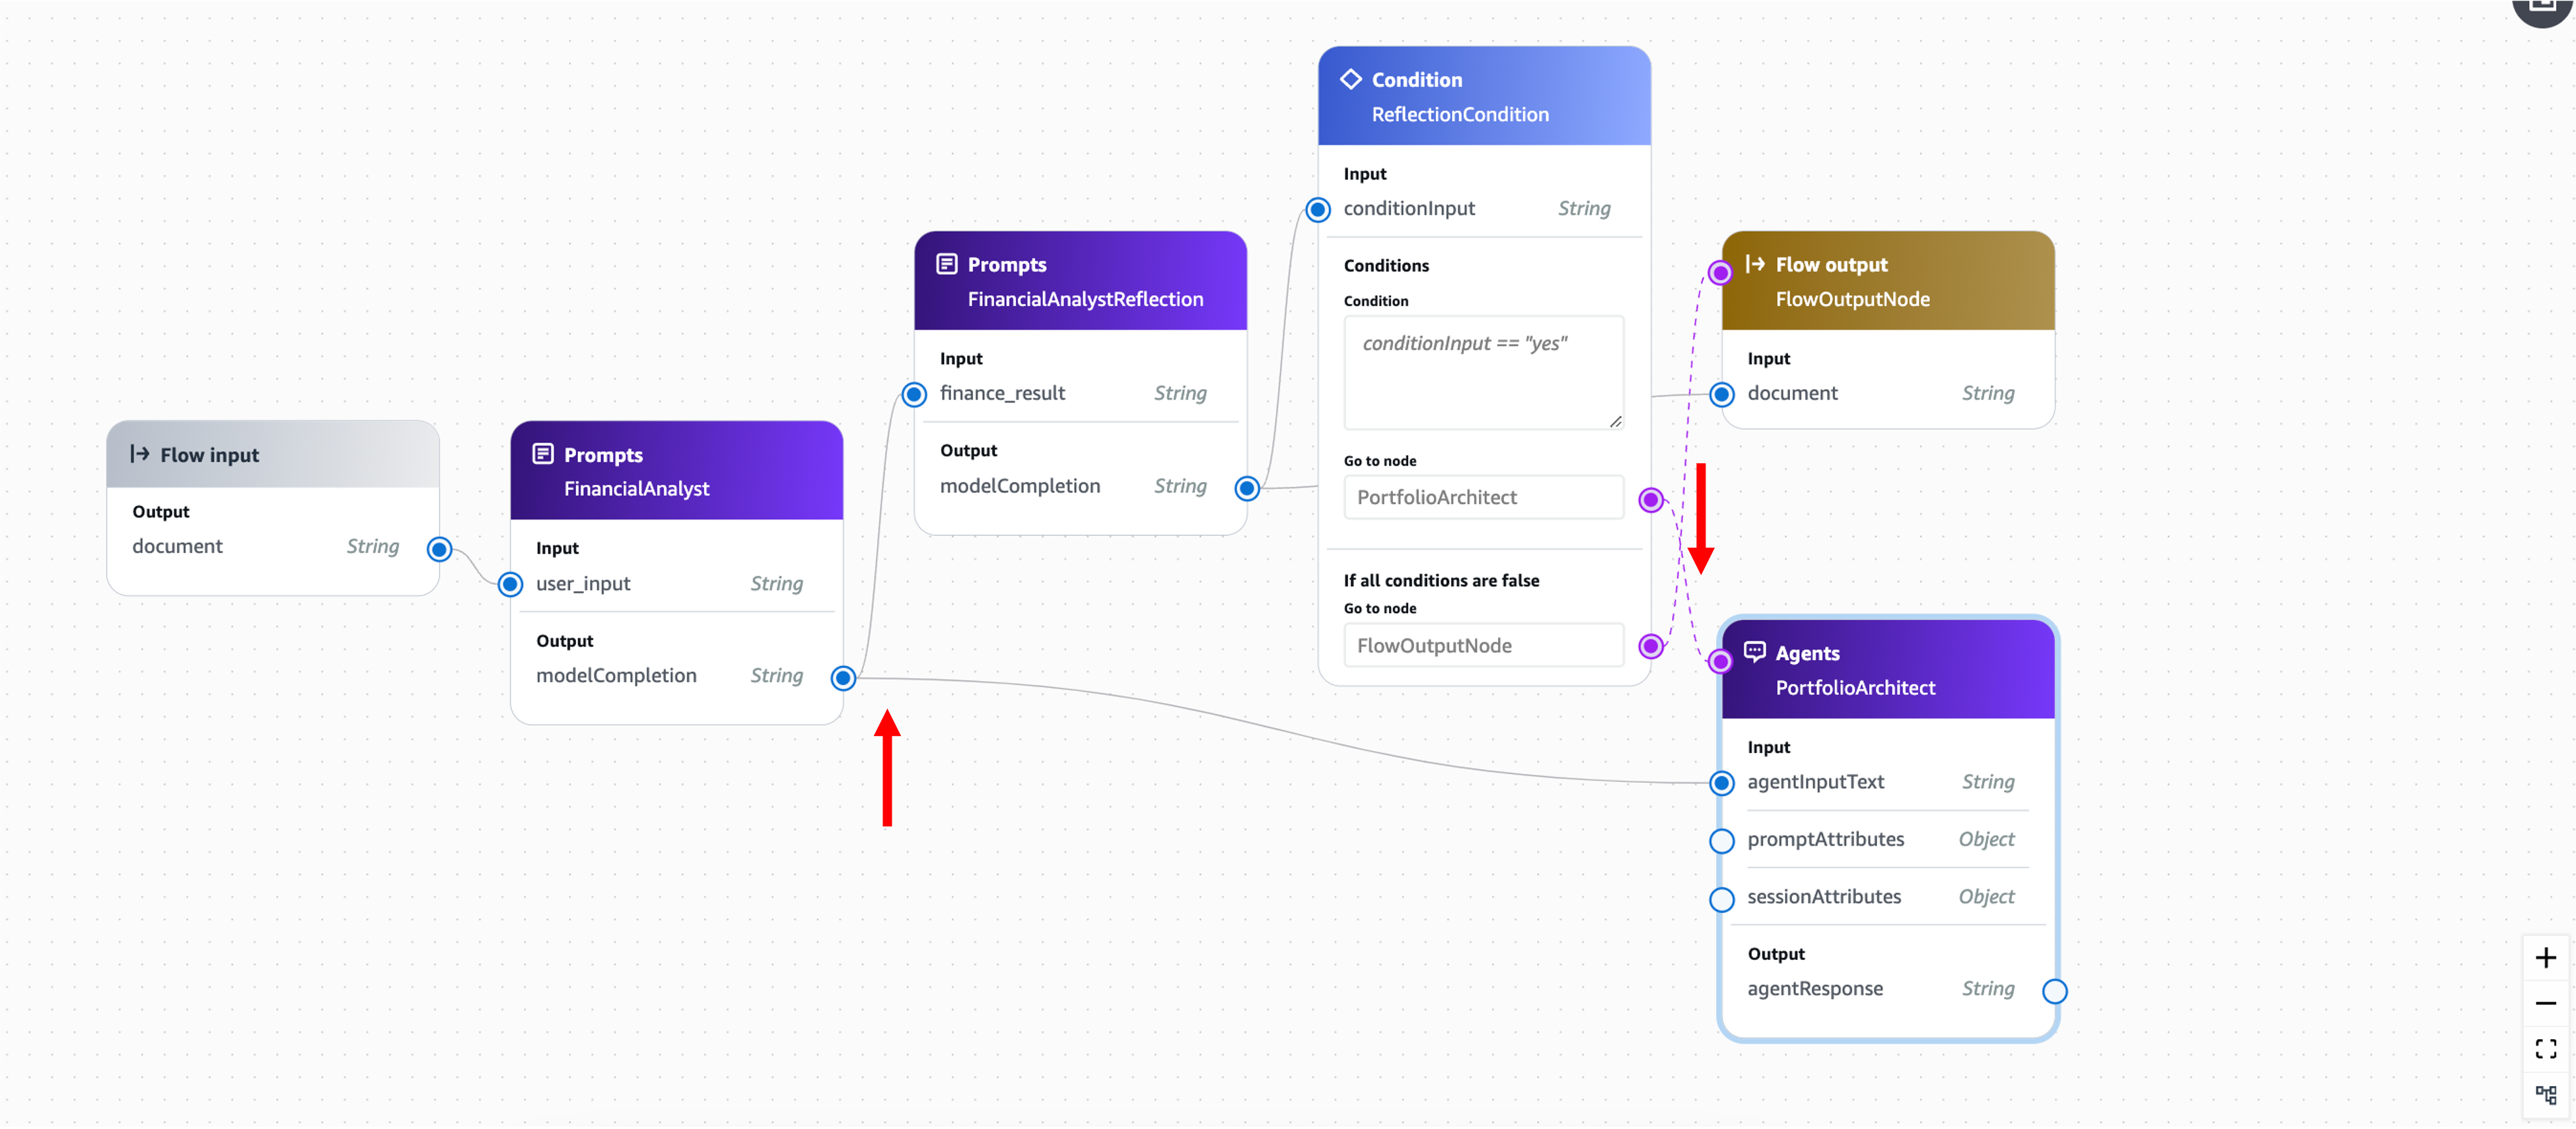 Flow input
Output
document String
Prompts
FinancialAnalyst
Input
user_input String
Output
modelCompletion String
Prompts
FinancialAnalystReflection
Input
finance_result String
Output
modelCompletion String
Condition
ReflectionCondition
Input
conditionInput String
Conditions
Condition
conditionInput == "yes"
Go to node
PortfolioArchitect
If all conditions are false
Go to node
FlowOutputNode
Flow output
FlowOutputNode
Input
document String
Agents
PortfolioArchitect
Input
agentInputText String
promptAttributes Object
sessionAttributes Object
Output
agentResponse String